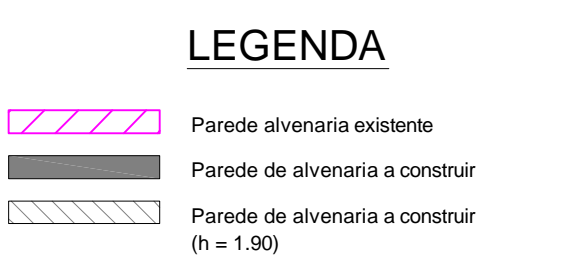 LEGENDA
Parede alvenaria existente
Parede de alvenaria a construir
Parede de alvenaria a construir
(h = 1.90)